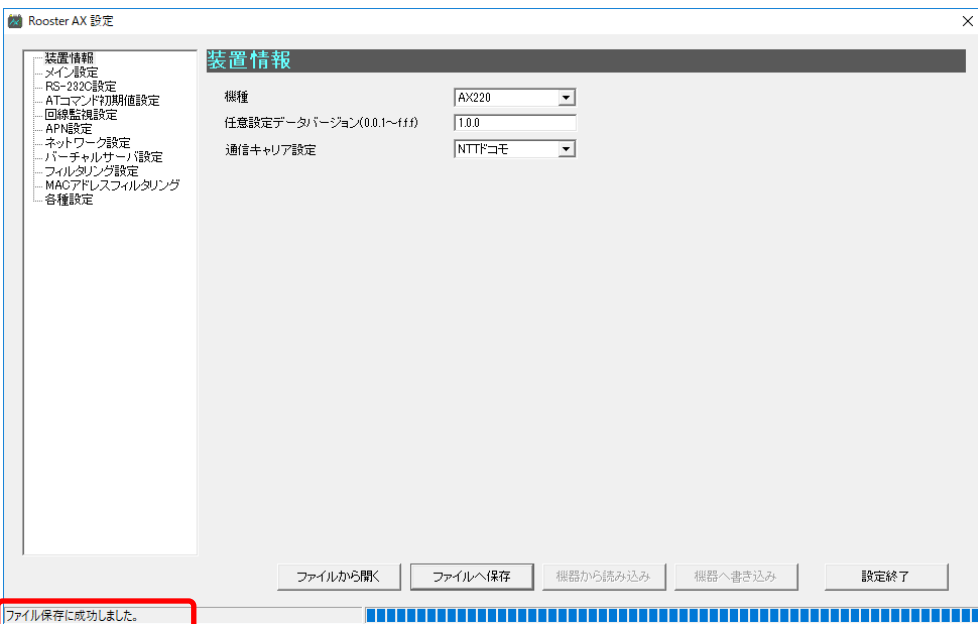 Rooster AX 設定
装置情報
メイン設定
RS-232C設定
ATコマンド初期値設定
回線監視設定
APN設定
ネットワーク設定
バーチャルサーバ設定
フィルタリング設定
MACアドレスフィルタリング
各種設定
装置情報
機種 AX220
任意設定データバージョン(0.0.1～f.f.f) 1.0.0
通信キャリア設定 NTTドコモ
ファイルから開く ファイルへ保存 機器から読み込み 機器へ書き込み 設定終了
ファイル保存に成功しました。